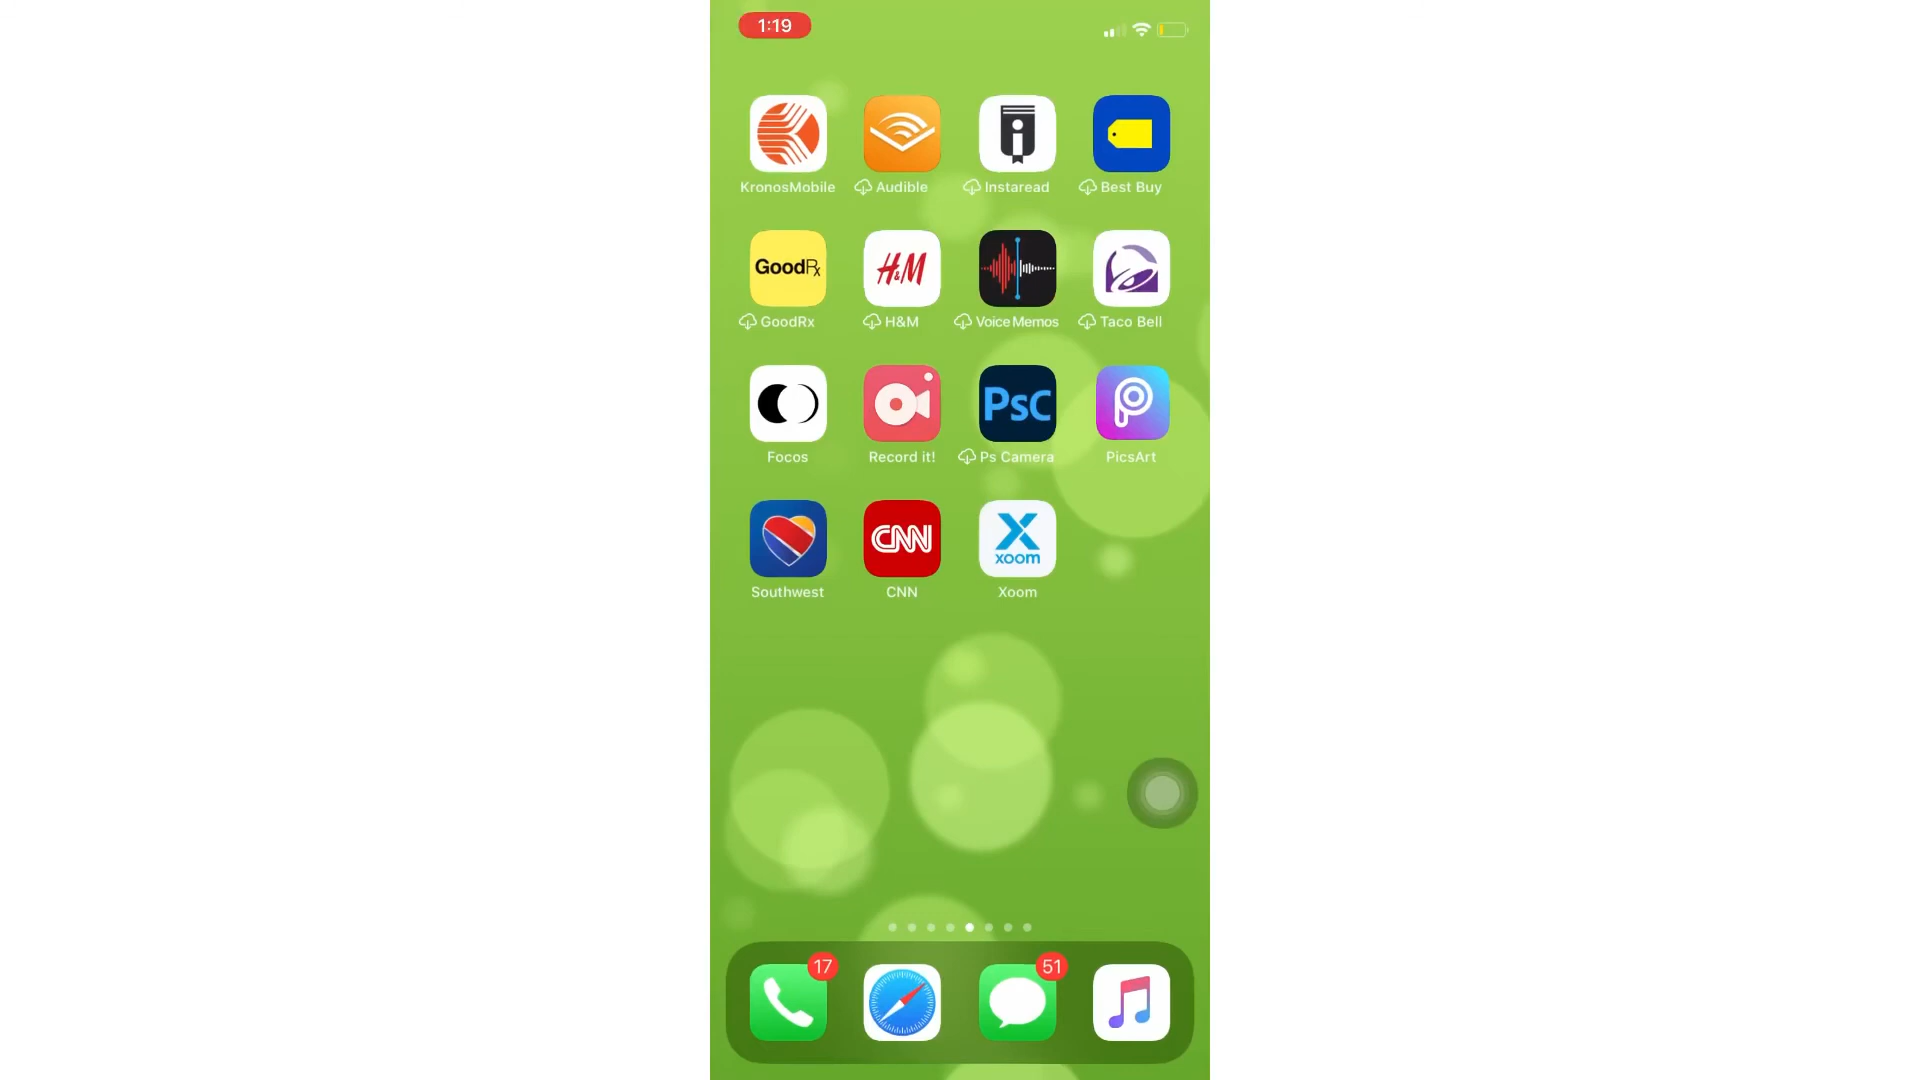 1:19
KronosMobile
Audible
Instaread
Best Buy
GoodRx
GoodRx
H&M
H&M
Voice Memos
Taco Bell
PsC
Focos
Record it!
Ps Camera
PicsArt
CNN
xoom
Southwest
CNN
Xoom
17
51